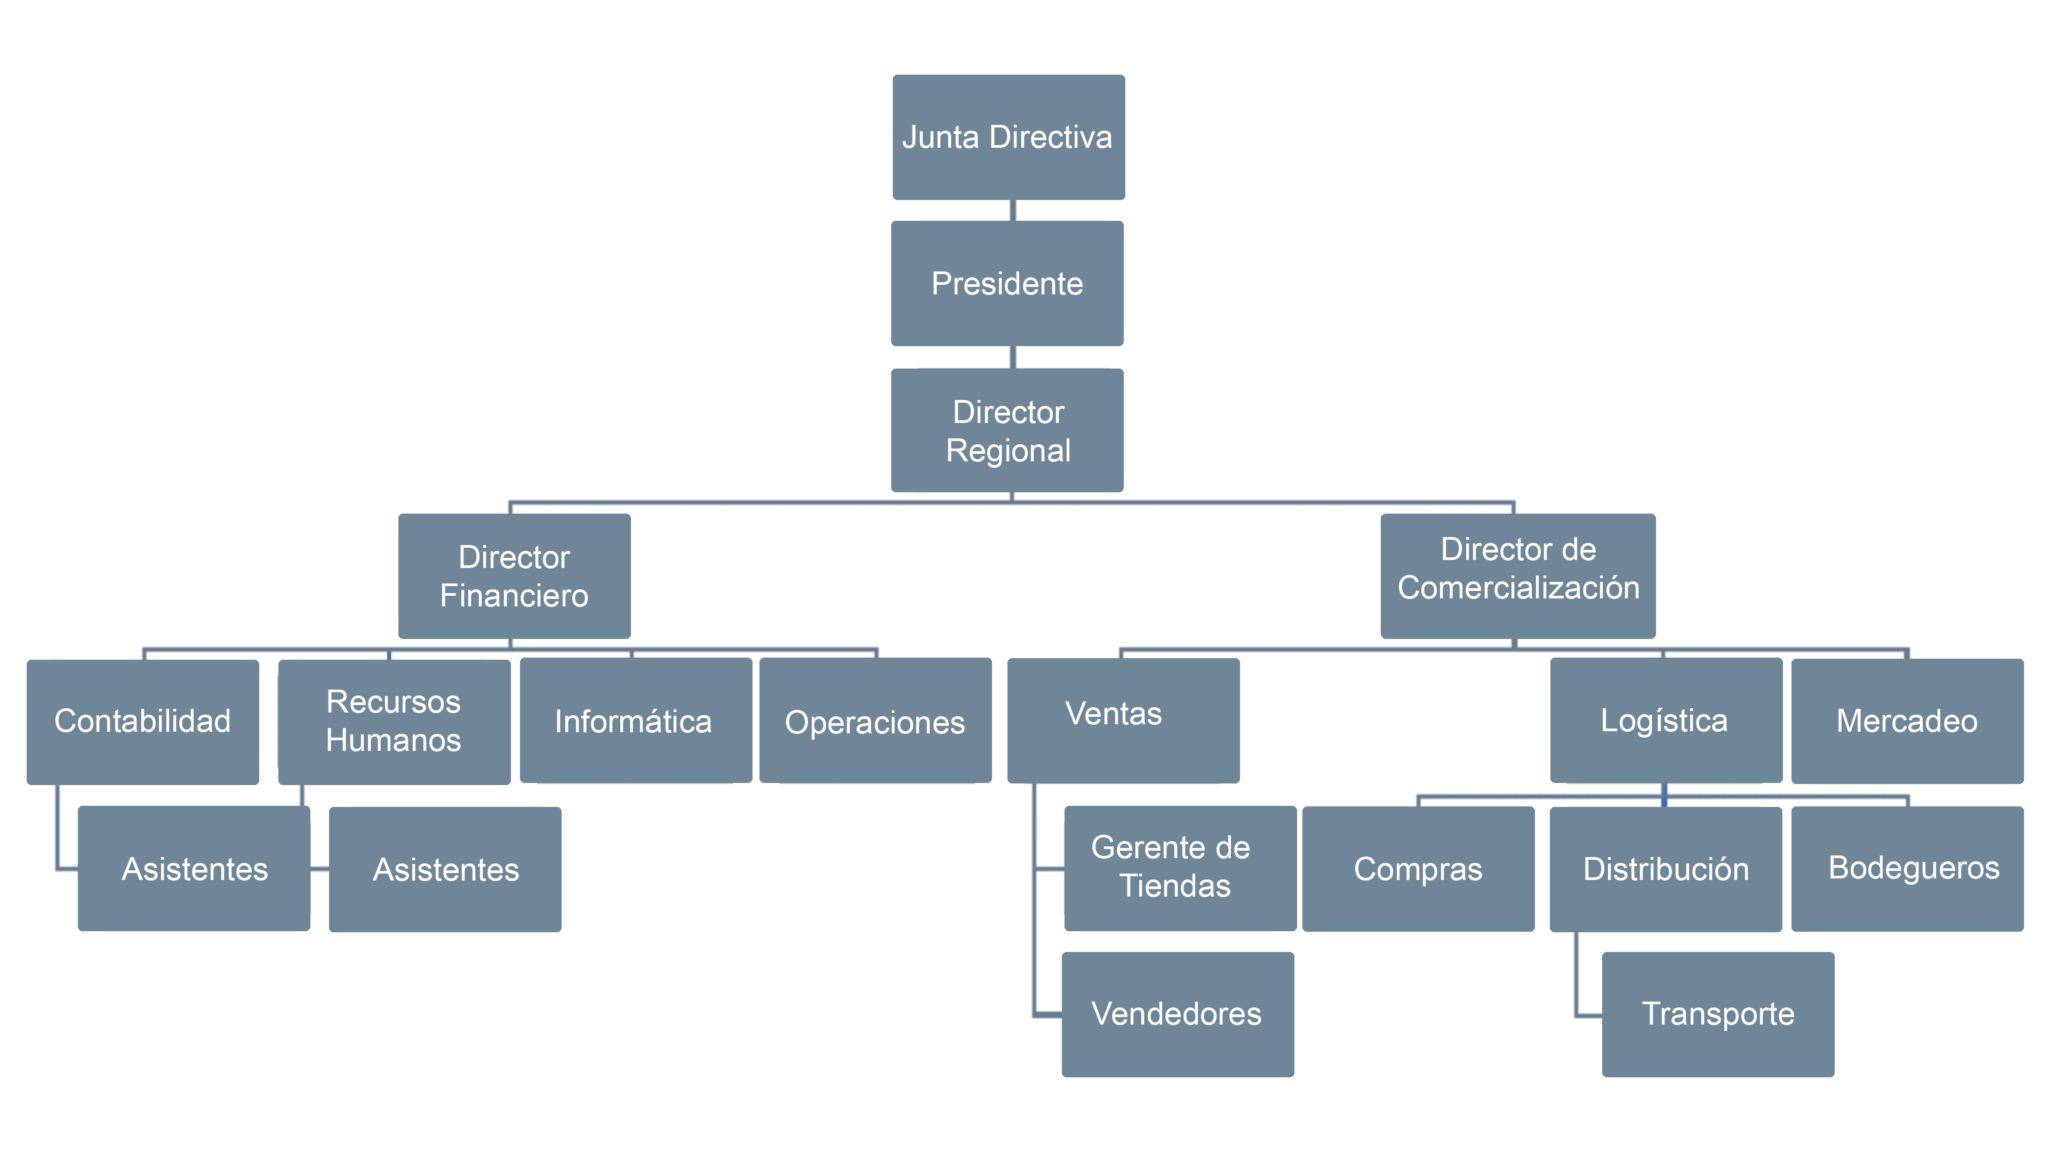 Junta Directiva
Presidente
Director
Regional
Director
Financiero
Director de
Comercialización
Contabilidad
Recursos
Humanos
Informática
Operaciones
Ventas
Logística
Mercadeo
Asistentes
Asistentes
Gerente de
Tiendas
Compras
Distribución
Bodegueros
Vendedores
Transporte